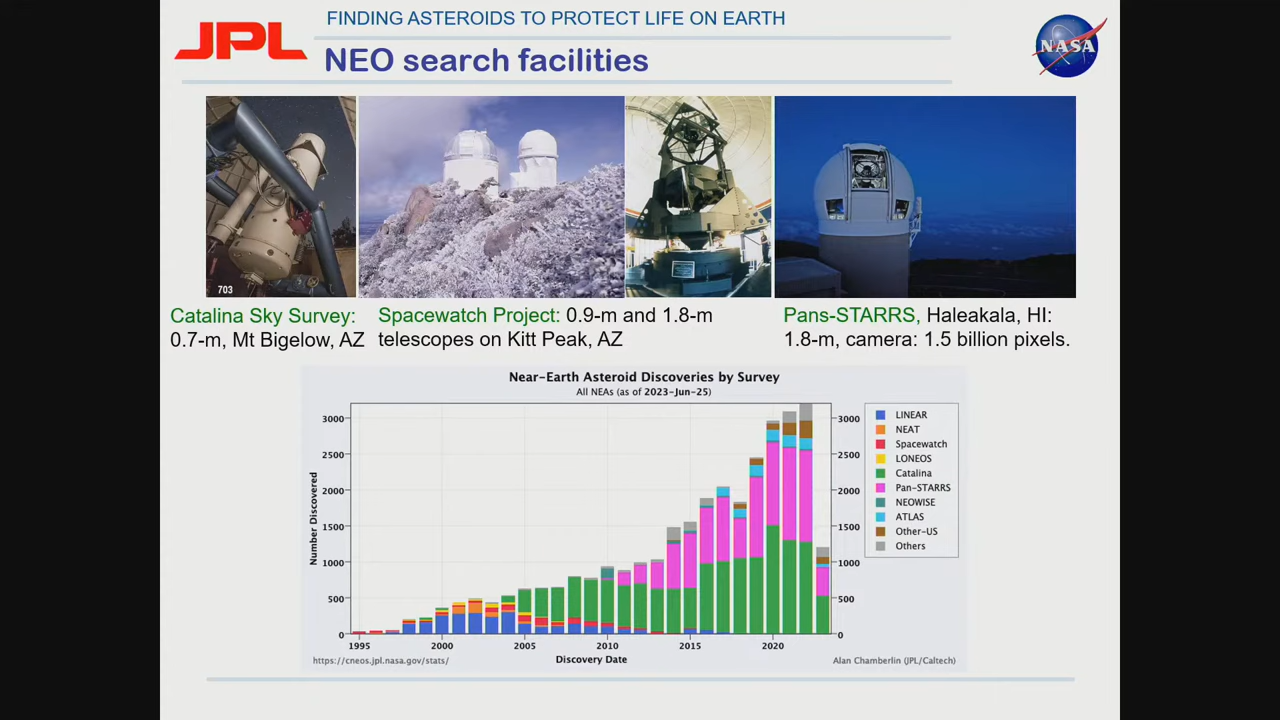 JPL
FINDING ASTEROIDS TO PROTECT LIFE ON EARTH
NEO search facilities
NASA
703
Catalina Sky Survey:
0.7-m, Mt Bigelow, AZ
Spacewatch Project: 0.9-m and 1.8-m
telescopes on Kitt Peak, AZ
Pans-STARRS, Haleakala, HI:
1.8-m, camera: 1.5 billion pixels.
Near-Earth Asteroid Discoveries by Survey
All NEAs (as of 2023-Jun-25)
Number Discovered
3000
2500
2000
1500
1000
500
0
3000
2500
2000
1500
1000
500
0
1995
2000
2005
2010
2015
2020
Discovery Date
LINEAR
NEAT
Spacewatch
LONEOS
Catalina
Pan-STARRS
NEOWISE
ATLAS
Other-US
Others
https://cneos.jpl.nasa.gov/stats/
Alan Chamberlin (JPL/Caltech)